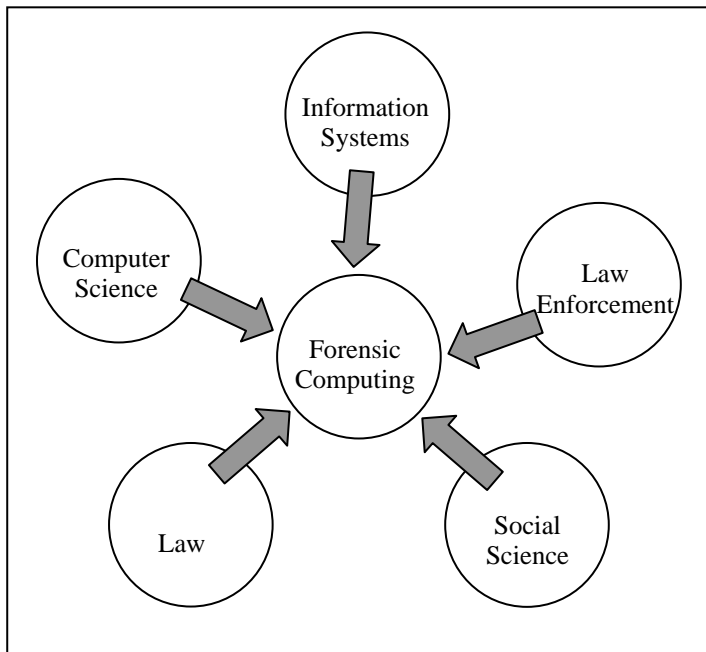 Information
Systems
Computer
Science
Law
Enforcement
Forensic
Computing
Law
Social
Science